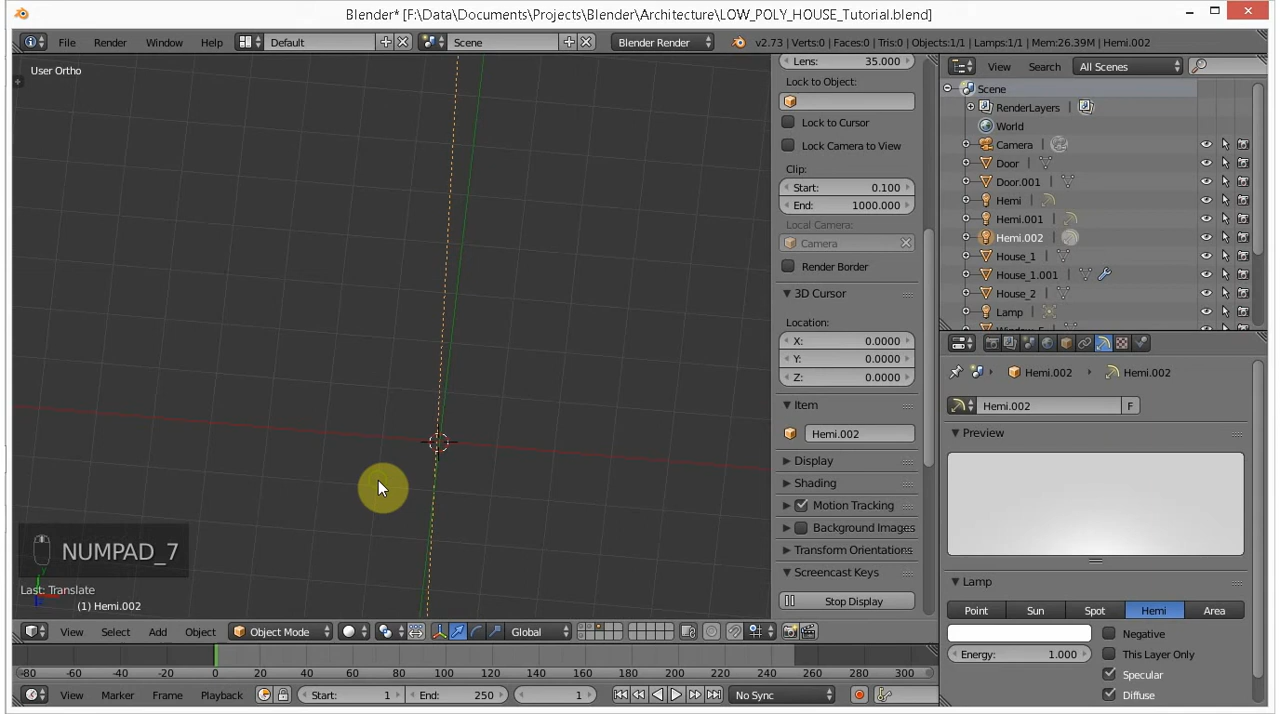 Blender* [F:\Data\Documents\Projects\Blender\Architecture\LOW_POLY_HOUSE_Tutorial.blend]
File Render Window Help Default Scene Blender Render v2.73 | Verts:0 | Faces:0 | Tris:0 | Objects:1/1 | Lamps:1/1 | Mem:26.39M | Hemi.002
User Ortho
Lens: 35.000
Lock to Object:
Lock to Cursor
Lock Camera to View
Clip:
Start: 0.100
End: 1000.000
Local Camera:
Camera
Render Border
3D Cursor
Location:
X: 0.0000
Y: 0.0000
Z: 0.0000
Item
Hemi.002
Display
Shading
Motion Tracking
Background Images
Transform Orientations
Screencast Keys
Stop Display
View Search All Scenes
Scene
RenderLayers
World
Camera
Door
Door.001
Hemi
Hemi.001
Hemi.002
House_1
House_1.001
House_2
Lamp
Hemi.002 Hemi.002
Hemi.002 F
Preview
Lamp
Point Sun Spot Hemi Area
Negative
Energy: 1.000 This Layer Only
Specular
Diffuse
NUMPAD_7
Last: Translate
(1) Hemi.002
View Select Add Object Object Mode Global
-80 -60 -40 -20 0 20 40 60 80 100 120 140 160 180 200 220 240 260 280 300
View Marker Frame Playback Start: 1 End: 250 1 No Sync